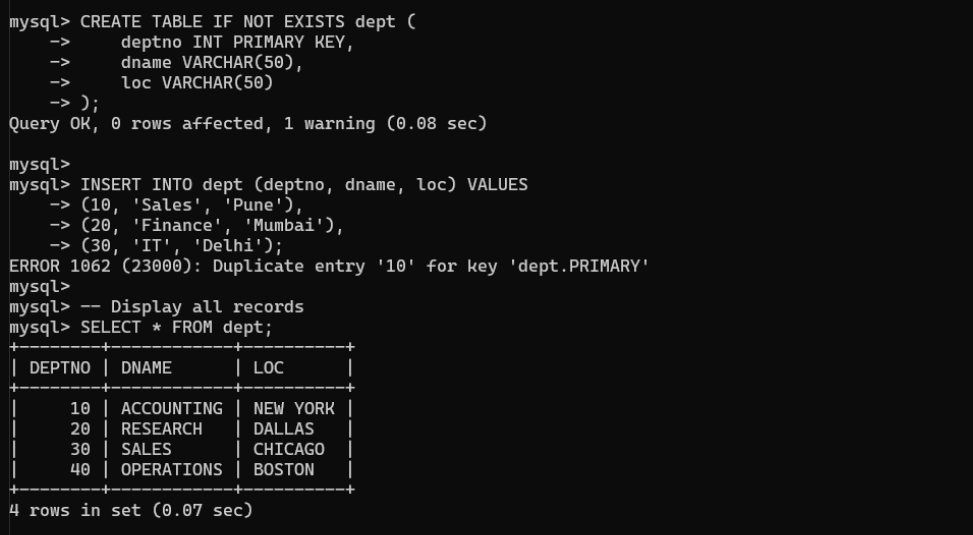 mysql> CREATE TABLE IF NOT EXISTS dept (
    ->     deptno INT PRIMARY KEY,
    ->     dname VARCHAR(50),
    ->     loc VARCHAR(50)
    -> );
Query OK, 0 rows affected, 1 warning (0.08 sec)

mysql>
mysql> INSERT INTO dept (deptno, dname, loc) VALUES
    -> (10, 'Sales', 'Pune'),
    -> (20, 'Finance', 'Mumbai'),
    -> (30, 'IT', 'Delhi');
ERROR 1062 (23000): Duplicate entry '10' for key 'dept.PRIMARY'
mysql>
mysql> -- Display all records
mysql> SELECT * FROM dept;
+--------+------------+----------+
| DEPTNO | DNAME      | LOC      |
+--------+------------+----------+
|     10 | ACCOUNTING | NEW YORK |
|     20 | RESEARCH   | DALLAS   |
|     30 | SALES      | CHICAGO  |
|     40 | OPERATIONS | BOSTON   |
+--------+------------+----------+
4 rows in set (0.07 sec)